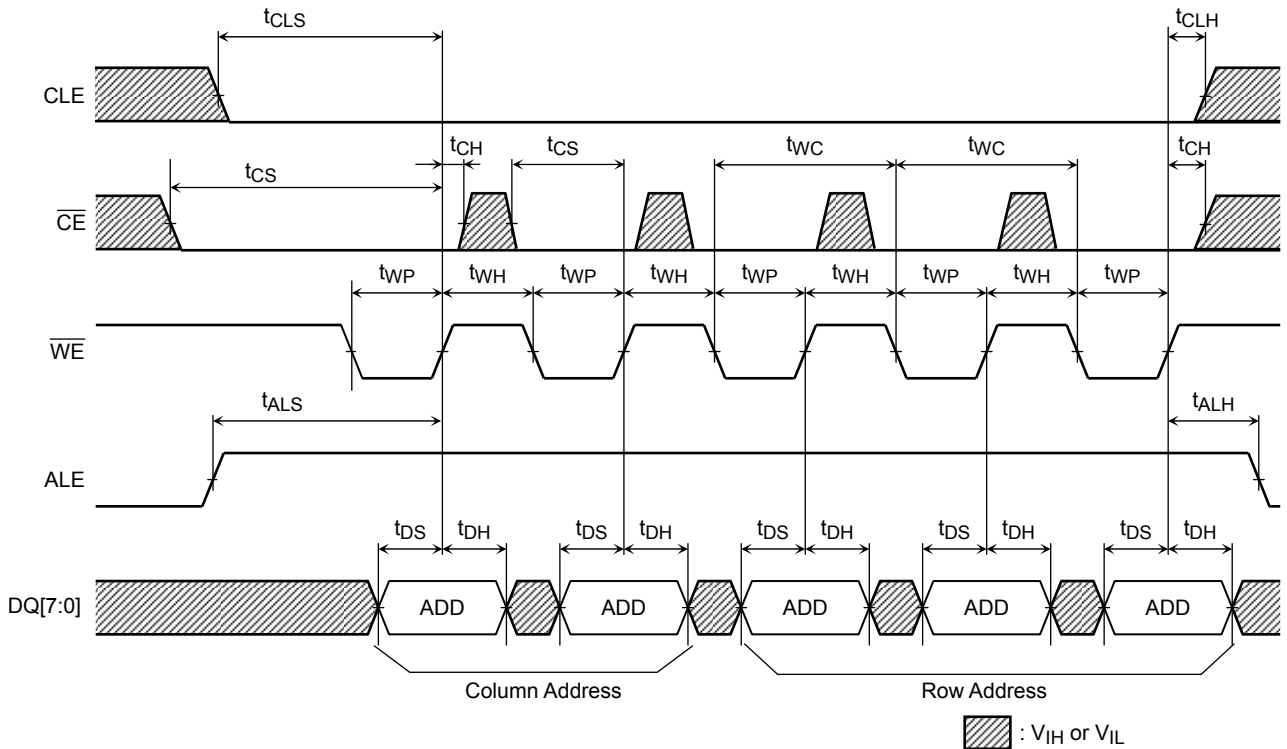 tCLS tCLH
CLE
tCH tCS tWC tWC tCH
tCS
CE
tWP tWH tWP tWH tWP tWH tWP tWH tWP
WE
tALS tALH
ALE
tDS tDH tDS tDH tDS tDH tDS tDH tDS tDH
DQ[7:0] ADD ADD ADD ADD ADD
Column Address Row Address
: VIH or VIL